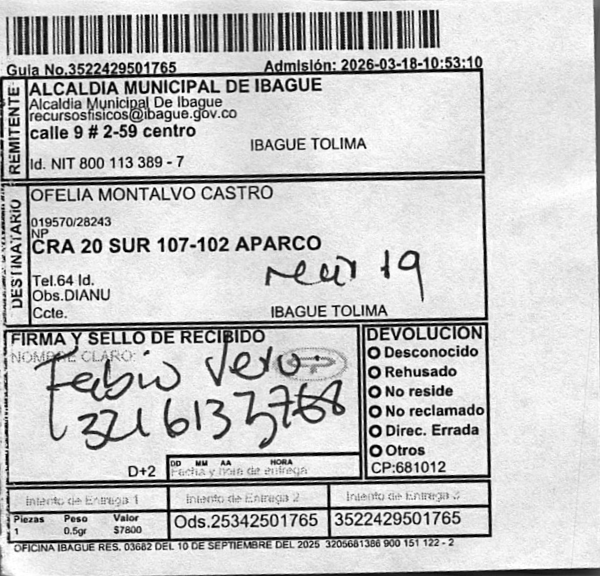 Guia No.3522429501765 Admisión: 2026-03-18-10:53:10
REMITENTE
ALCALDIA MUNICIPAL DE IBAGUE
Alcaldia Municipal De Ibague
recursosfisicos@ibague.gov.co
calle 9 # 2-59 centro
IBAGUE TOLIMA
Id. NIT 800 113 389 - 7
DESTINATARIO
OFELIA MONTALVO CASTRO
019570/28243
NP
CRA 20 SUR 107-102 APARCO
Tel.64 Id.
Obs.DIANU
Ccte.
19
IBAGUE TOLIMA
FIRMA Y SELLO DE RECIBIDO
NOMBRE CLARO:
Fabio
DEVOLUCION
Desconocido
Rehusado
No reside
No reclamado
Direc. Errada
Otros
CP:681012
D+2
DD MM AA HORA
Fecha y hora de entrega
Intento de Entrega 1
Intento de Entrega 2
Intento de Entrega 3
Piezas Peso Valor
1 0.5gr $7800
Ods.25342501765
3522429501765
OFICINA IBAGUE RES. 03682 DEL 10 DE SEPTIEMBRE DEL 2025 3205681386 900 151 122 - 2